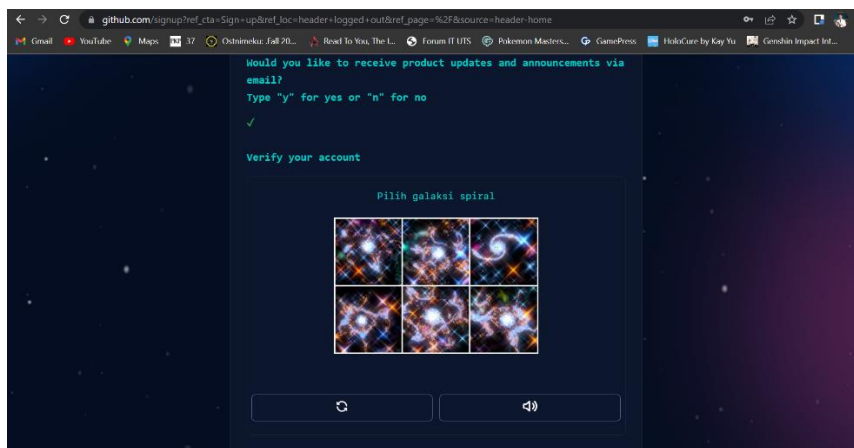 github.com/signup?ref_cta=Sign+up&ref_loc=header+logged+out&ref_page=%2F&source=header-home
Gmail YouTube Maps 37 Ostnimeku: .Fall 20... Read To You, The L... Forum IT UTS Pokemon Masters... GamePress HoloCure by Kay Yu Genshin Impact Int...
Would you like to receive product updates and announcements via
email?
Type "y" for yes or "n" for no
✓
Verify your account
Pilih galaksi spiral